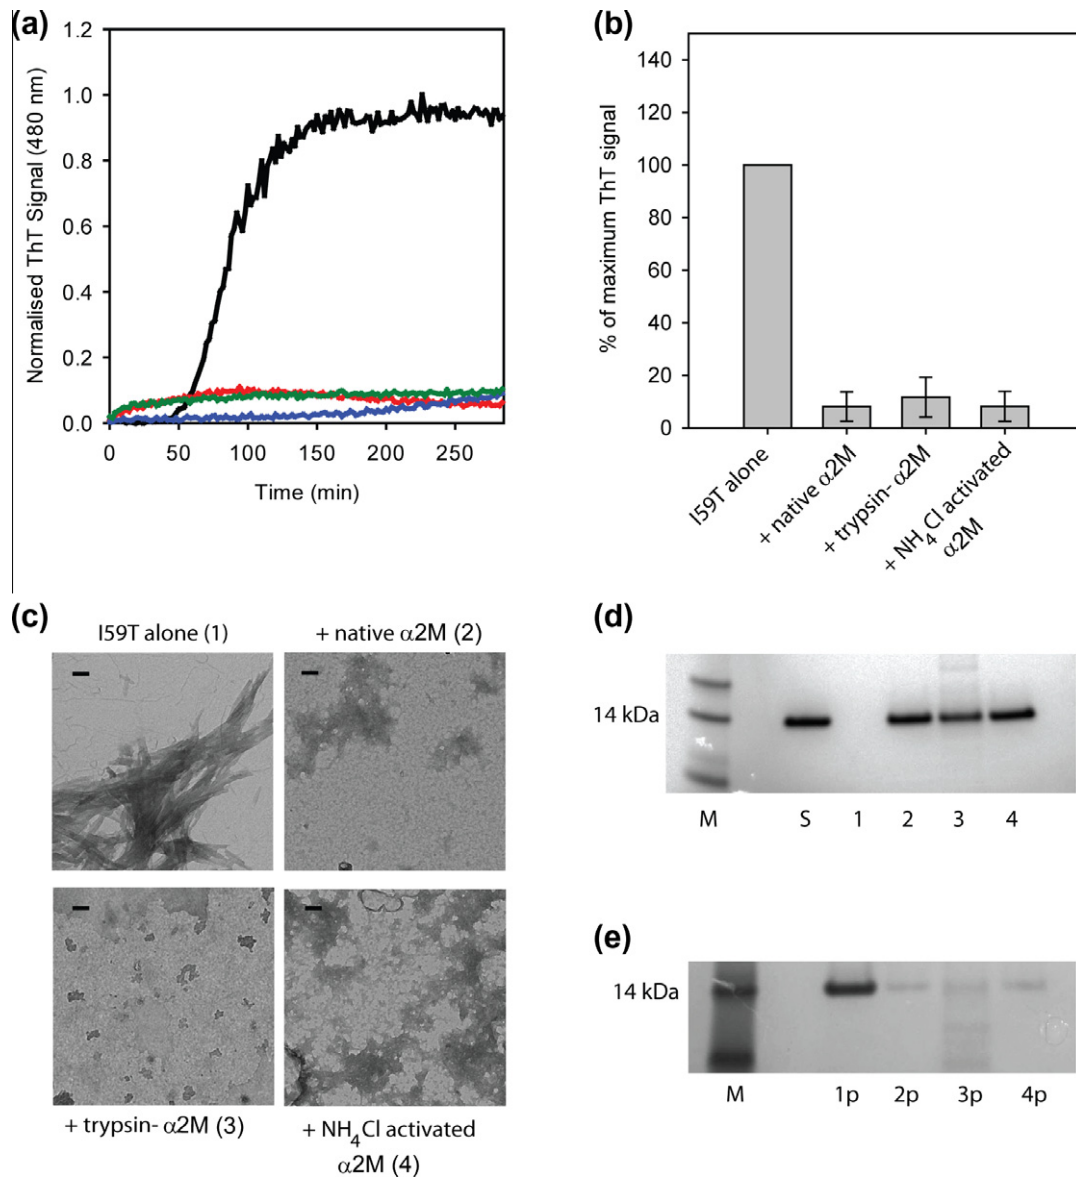 (a)
Normalised ThT Signal (480 nm)
1.2
1.0
0.8
0.6
0.4
0.2
0.0
0 50 100 150 200 250
Time (min)
(b)
% of maximum ThT signal
140
120
100
80
60
40
20
0
I59T alone
+ native α2M
+ trypsin- α2M
+ NH4Cl activated
α2M
(c)
I59T alone (1)
+ native α2M (2)
+ trypsin- α2M (3)
+ NH4Cl activated
α2M (4)
(d)
14 kDa
M S 1 2 3 4
(e)
14 kDa
M 1p 2p 3p 4p